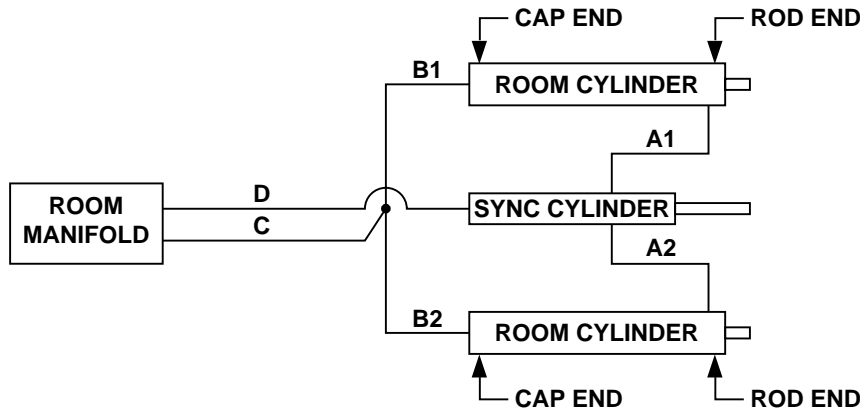 CAP END
ROD END
B1
ROOM CYLINDER
A1
ROOM
MANIFOLD
D
C
SYNC CYLINDER
A2
B2
ROOM CYLINDER
CAP END
ROD END